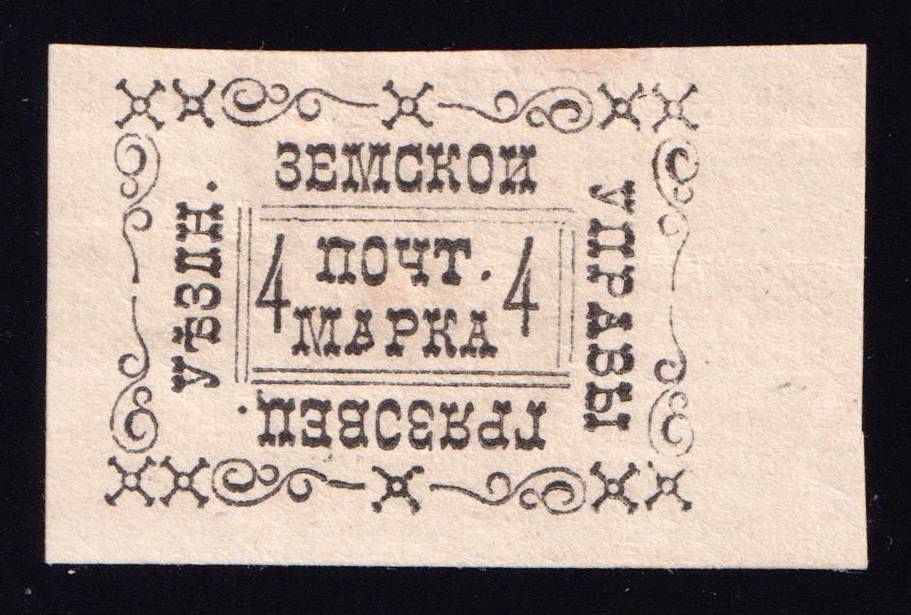 ГРЯЗОВЕЦ.
УѢЗДН.
ЗЕМСКОЙ
УПРАВЫ
4 ПОЧТ. 4
МАРКА